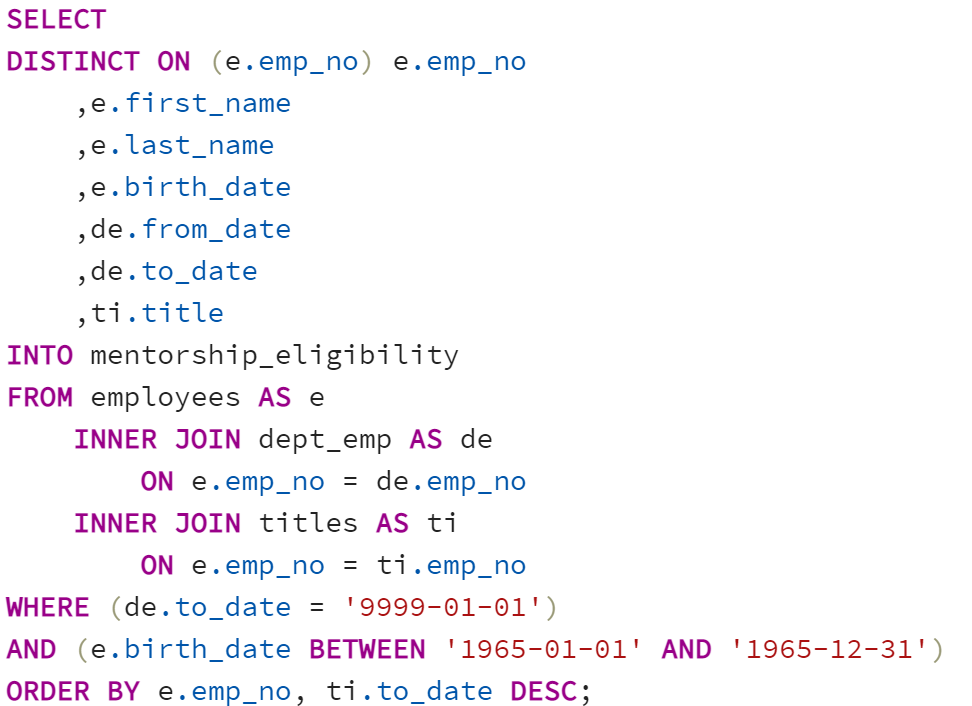 SELECT
DISTINCT ON (e.emp_no) e.emp_no
    ,e.first_name
    ,e.last_name
    ,e.birth_date
    ,de.from_date
    ,de.to_date
    ,ti.title
INTO mentorship_eligibility
FROM employees AS e
    INNER JOIN dept_emp AS de
        ON e.emp_no = de.emp_no
    INNER JOIN titles AS ti
        ON e.emp_no = ti.emp_no
WHERE (de.to_date = '9999-01-01')
AND (e.birth_date BETWEEN '1965-01-01' AND '1965-12-31')
ORDER BY e.emp_no, ti.to_date DESC;